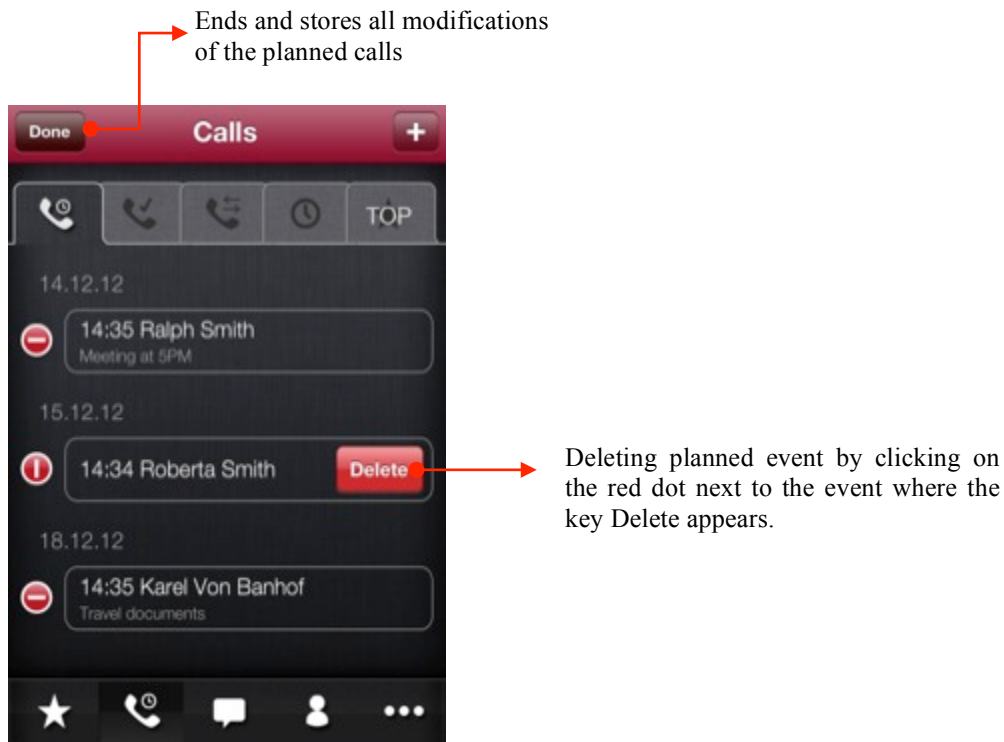 Ends and stores all modifications
of the planned calls
Done
Calls
+
TOP
14.12.12
14:35 Ralph Smith
Meeting at 5PM
15.12.12
14:34 Roberta Smith
Delete
Deleting planned event by clicking on
the red dot next to the event where the
key Delete appears.
18.12.12
14:35 Karel Von Banhof
Travel documents